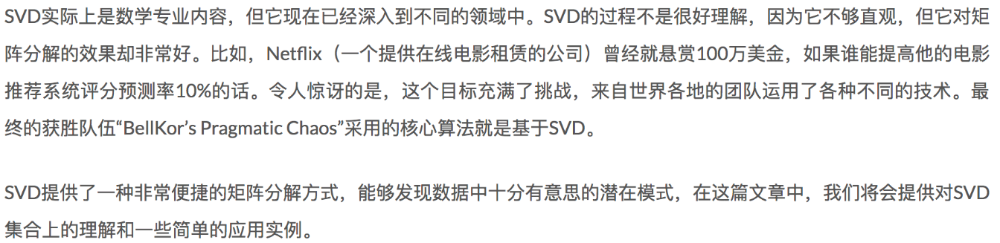 SVD实际上是数学专业内容，但它现在已经深入到不同的领域中。SVD的过程不是很好理解，因为它不够直观，但它对矩
阵分解的效果却非常好。比如，Netflix（一个提供在线电影租赁的公司）曾经就悬赏100万美金，如果谁能提高他的电影
推荐系统评分预测率10%的话。令人惊讶的是，这个目标充满了挑战，来自世界各地的团队运用了各种不同的技术。最
终的获胜队伍“BellKor’s Pragmatic Chaos”采用的核心算法就是基于SVD。
SVD提供了一种非常便捷的矩阵分解方式，能够发现数据中十分有意思的潜在模式，在这篇文章中，我们将会提供对SVD
集合上的理解和一些简单的应用实例。